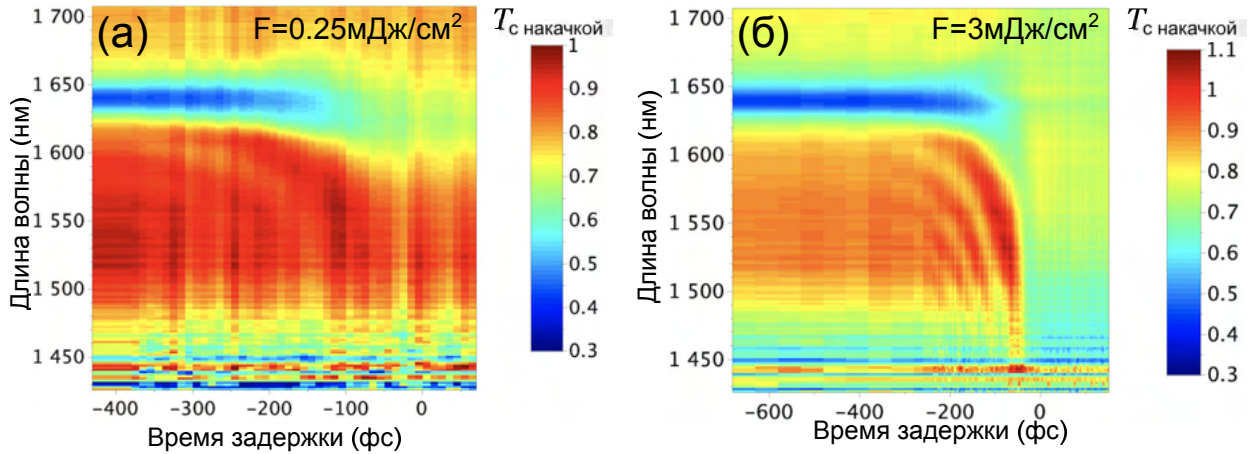 (а)
F=0.25мДж/см²
Tс накачкой
1 700
1 650
1 600
1 550
1 500
1 450
Длина волны (нм)
−400 −300 −200 −100 0
Время задержки (фс)
1
0.9
0.8
0.7
0.6
0.5
0.4
0.3
(б)
F=3мДж/см²
Tс накачкой
1 700
1 650
1 600
1 550
1 500
1 450
Длина волны (нм)
−600 −400 −200 0
Время задержки (фс)
1.1
1
0.9
0.8
0.7
0.6
0.5
0.4
0.3